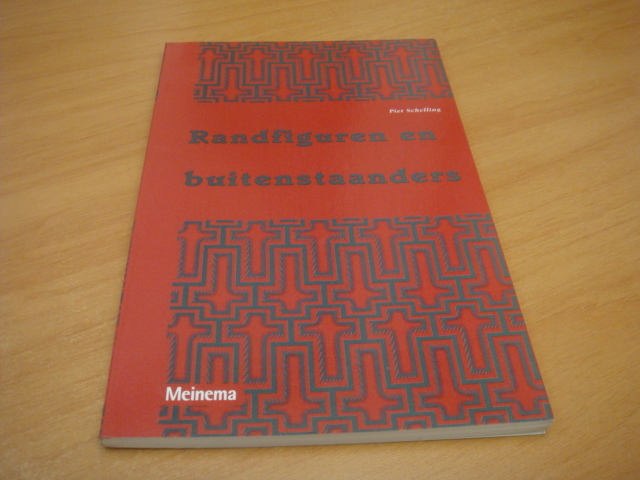 Piet Schelling
Randfiguren en
buitenstaanders
Meinema